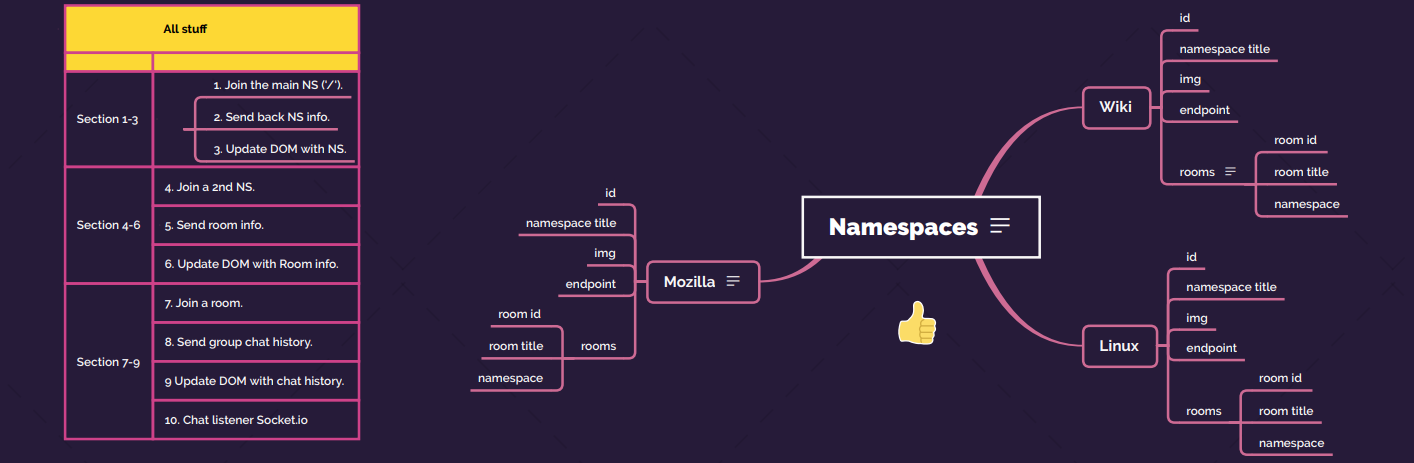 All stuff
Section 1-3
1. Join the main NS ('/').
2. Send back NS info.
3. Update DOM with NS.
Section 4-6
4. Join a 2nd NS.
5. Send room info.
6. Update DOM with Room info.
Section 7-9
7. Join a room.
8. Send group chat history.
9 Update DOM with chat history.
10. Chat listener Socket.io
Namespaces
Mozilla
id
namespace title
img
endpoint
rooms
room id
room title
namespace
Wiki
id
namespace title
img
endpoint
rooms
room id
room title
namespace
Linux
id
namespace title
img
endpoint
rooms
room id
room title
namespace